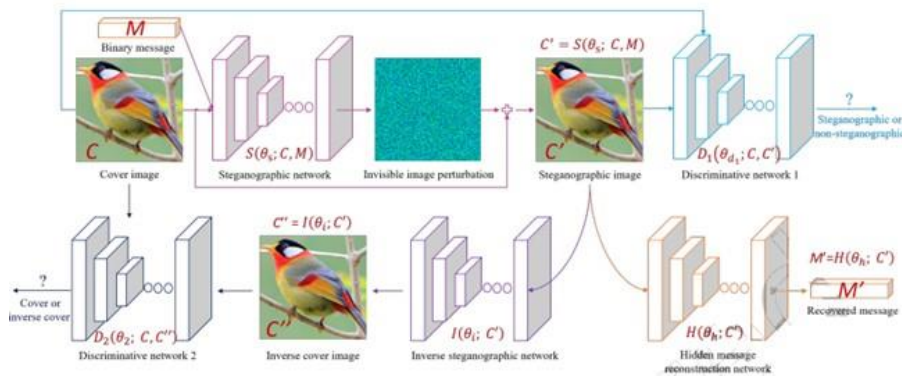 M
Binary message
C
Cover image
S(θs; C, M)
Steganographic network
Invisible image perturbation
C' = S(θs; C, M)
C'
Steganographic image
D1(θd1; C, C')
Discriminative network 1
?
Steganographic or
non-steganographic
?
Cover or
inverse cover
D2(θ2; C, C'')
Discriminative network 2
C'' = I(θi; C')
C''
Inverse cover image
I(θi; C')
Inverse steganographic network
H(θh; C')
Hidden message
reconstruction network
M'=H(θh; C')
M'
Recovered message